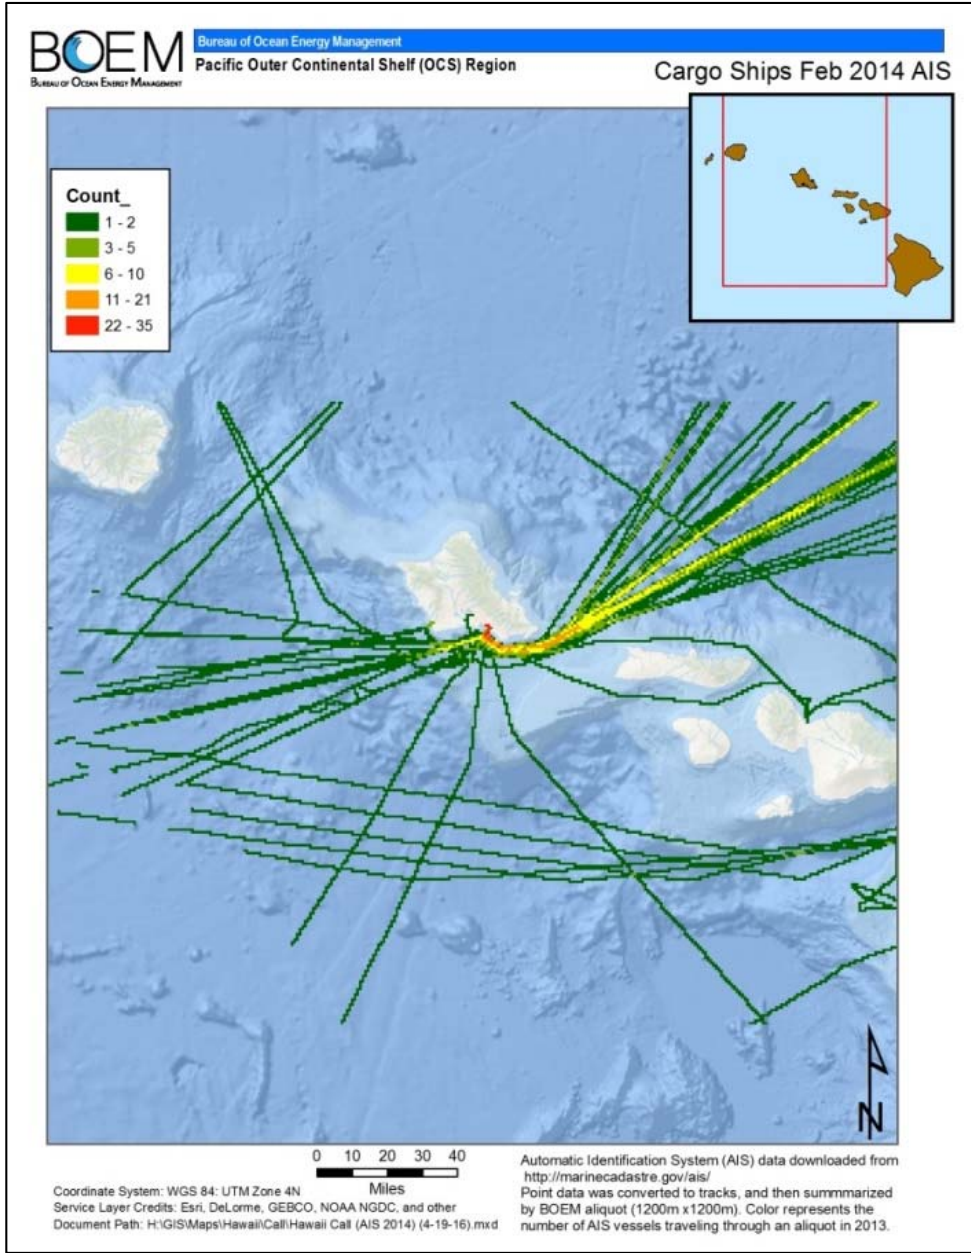 BOEM
BUREAU OF OCEAN ENERGY MANAGEMENT
Bureau of Ocean Energy Management
Pacific Outer Continental Shelf (OCS) Region
Cargo Ships Feb 2014 AIS
Count_
1 - 2
3 - 5
6 - 10
11 - 21
22 - 35
N
0 10 20 30 40
Miles
Coordinate System: WGS 84: UTM Zone 4N
Service Layer Credits: Esri, DeLorme, GEBCO, NOAA NGDC, and other
Document Path: H:\GIS\Maps\Hawaii\Call\Hawaii Call (AIS 2014) (4-19-16).mxd
Automatic Identification System (AIS) data downloaded from
http://marinecadastre.gov/ais/
Point data was converted to tracks, and then summmarized
by BOEM aliquot (1200m x1200m). Color represents the
number of AIS vessels traveling through an aliquot in 2013.